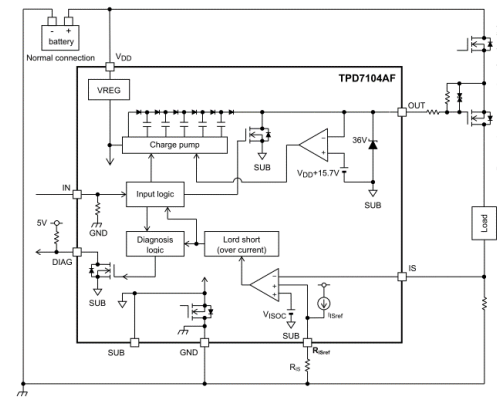 - +
battery
Normal connection
VDD
TPD7104AF
VREG
OUT
Charge pump
36V
SUB
VDD+15.7V
SUB
IN
Input logic
GND
5V
Diagnosis
logic
Lord short
(over current)
Load
DIAG
IS
SUB
VISOC
IISref
SUB
SUB
GND
RISref
RIS